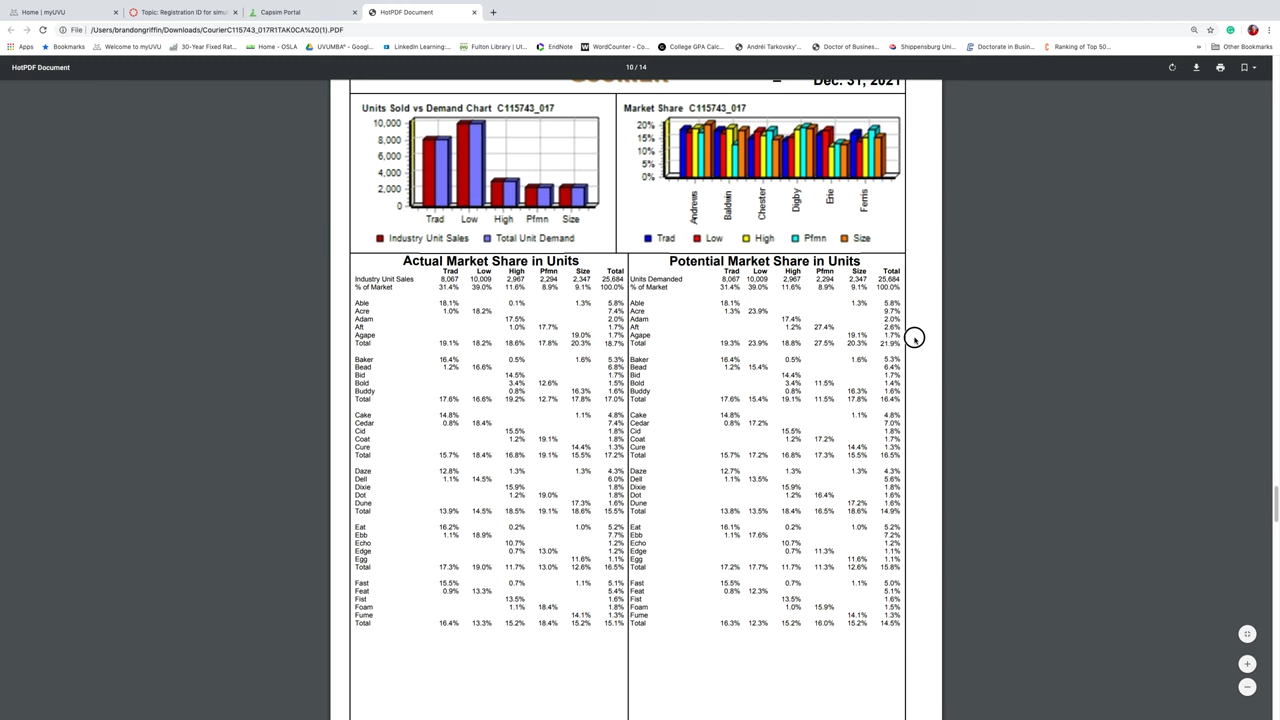 Home | myUVU
Topic: Registration ID for simu
Capsim Portal
HotPDF Document
File /Users/brandongriffin/Downloads/CourierC115743_017R1TAK0CA%20(1).PDF
Apps Bookmarks Welcome to myUVU 30-Year Fixed Rat... Home - OSLA UVUMBA* - Googl... LinkedIn Learning:... Fulton Library | Ut... EndNote WordCounter - Co... College GPA Calc... Andréi Tarkovsky'... Doctor of Busines... Shippensburg Uni... Doctorate in Busin... Ranking of Top 50... Other Bookmarks
HotPDF Document 10 / 14
Dec. 31, 2021
Units Sold vs Demand Chart C115743_017
10,000
8,000
6,000
4,000
2,000
0
Trad Low High Pfmn Size
Industry Unit Sales Total Unit Demand
Market Share C115743_017
20%
15%
10%
5%
0%
Andrews Baldwin Chester Digby Erie Ferris
Trad Low High Pfmn Size
Actual Market Share in Units
Trad Low High Pfmn Size Total
Industry Unit Sales 8,067 10,009 2,967 2,294 2,347 25,684
% of Market 31.4% 39.0% 11.6% 8.9% 9.1% 100.0%
Able 18.1% 0.1% 1.3% 5.8%
Acre 1.0% 18.2% 7.4%
Adam 17.5% 2.0%
Aft 1.0% 17.7% 1.7%
Agape 19.0% 1.7%
Total 19.1% 18.2% 18.6% 17.8% 20.3% 18.7%
Baker 16.4% 0.5% 1.6% 5.3%
Bead 1.2% 16.6% 6.8%
Bid 14.5% 1.7%
Bold 3.4% 12.6% 1.5%
Buddy 0.8% 16.3% 1.6%
Total 17.6% 16.6% 19.2% 12.7% 17.8% 17.0%
Cake 14.8% 1.1% 4.8%
Cedar 0.8% 18.4% 7.4%
Cid 15.5% 1.8%
Coat 1.2% 19.1% 1.8%
Cure 14.4% 1.3%
Total 15.7% 18.4% 16.8% 19.1% 15.5% 17.2%
Daze 12.8% 1.3% 1.3% 4.3%
Dell 1.1% 14.5% 6.0%
Dixie 15.9% 1.8%
Dot 1.2% 19.0% 1.8%
Dune 17.3% 1.6%
Total 13.9% 14.5% 18.5% 19.1% 18.6% 15.5%
Eat 16.2% 0.2% 1.0% 5.2%
Ebb 1.1% 18.9% 7.7%
Echo 10.7% 1.2%
Edge 0.7% 13.0% 1.2%
Egg 11.6% 1.1%
Total 17.3% 19.0% 11.7% 13.0% 12.6% 16.5%
Fast 15.5% 0.7% 1.1% 5.1%
Feat 0.9% 13.3% 5.4%
Fist 13.5% 1.6%
Foam 1.1% 18.4% 1.8%
Fume 14.1% 1.3%
Total 16.4% 13.3% 15.2% 18.4% 15.2% 15.1%
Potential Market Share in Units
Trad Low High Pfmn Size Total
Units Demanded 8,067 10,009 2,967 2,294 2,347 25,684
% of Market 31.4% 39.0% 11.6% 8.9% 9.1% 100.0%
Able 18.1% 1.3% 5.8%
Acre 1.3% 23.9% 9.7%
Adam 17.4% 2.0%
Aft 1.2% 27.4% 2.6%
Agape 19.1% 1.7%
Total 19.3% 23.9% 18.8% 27.5% 20.3% 21.9%
Baker 16.4% 0.5% 1.6% 5.3%
Bead 1.2% 15.4% 6.4%
Bid 14.4% 1.7%
Bold 3.4% 11.5% 1.4%
Buddy 0.8% 16.3% 1.6%
Total 17.6% 15.4% 19.1% 11.5% 17.8% 16.4%
Cake 14.8% 1.1% 4.8%
Cedar 0.8% 17.2% 7.0%
Cid 15.5% 1.8%
Coat 1.2% 17.2% 1.7%
Cure 14.4% 1.3%
Total 15.7% 17.2% 16.8% 17.3% 15.5% 16.5%
Daze 12.7% 1.3% 1.3% 4.3%
Dell 1.1% 13.5% 5.6%
Dixie 15.9% 1.8%
Dot 1.2% 16.4% 1.6%
Dune 17.2% 1.6%
Total 13.8% 13.5% 18.4% 16.5% 18.6% 14.9%
Eat 16.1% 0.2% 1.0% 5.2%
Ebb 1.1% 17.6% 7.2%
Echo 10.7% 1.2%
Edge 0.7% 11.3% 1.1%
Egg 11.6% 1.1%
Total 17.2% 17.7% 11.7% 11.3% 12.6% 15.8%
Fast 15.5% 0.7% 1.1% 5.0%
Feat 0.8% 12.3% 5.1%
Fist 13.5% 1.6%
Foam 1.0% 15.9% 1.5%
Fume 14.1% 1.3%
Total 16.3% 12.3% 15.2% 16.0% 15.2% 14.5%